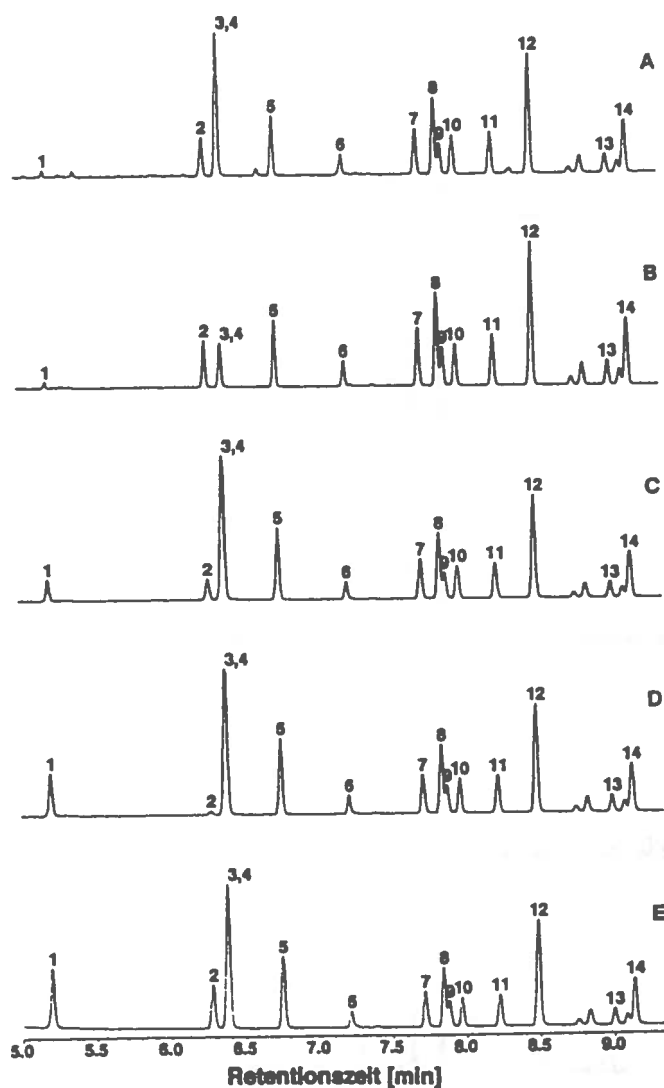 1 2 3,4 5 6 7 8 9 10 11 12 13 14 A
1 2 3,4 5 6 7 8 9 10 11 12 13 14 B
1 2 3,4 5 6 7 8 9 10 11 12 13 14 C
1 2 3,4 5 6 7 8 9 10 11 12 13 14 D
1 2 3,4 5 6 7 8 9 10 11 12 13 14 E
5.0 5.5 6.0 6.5 7.0 7.5 8.0 8.5 9.0
Retentionszeit [min]